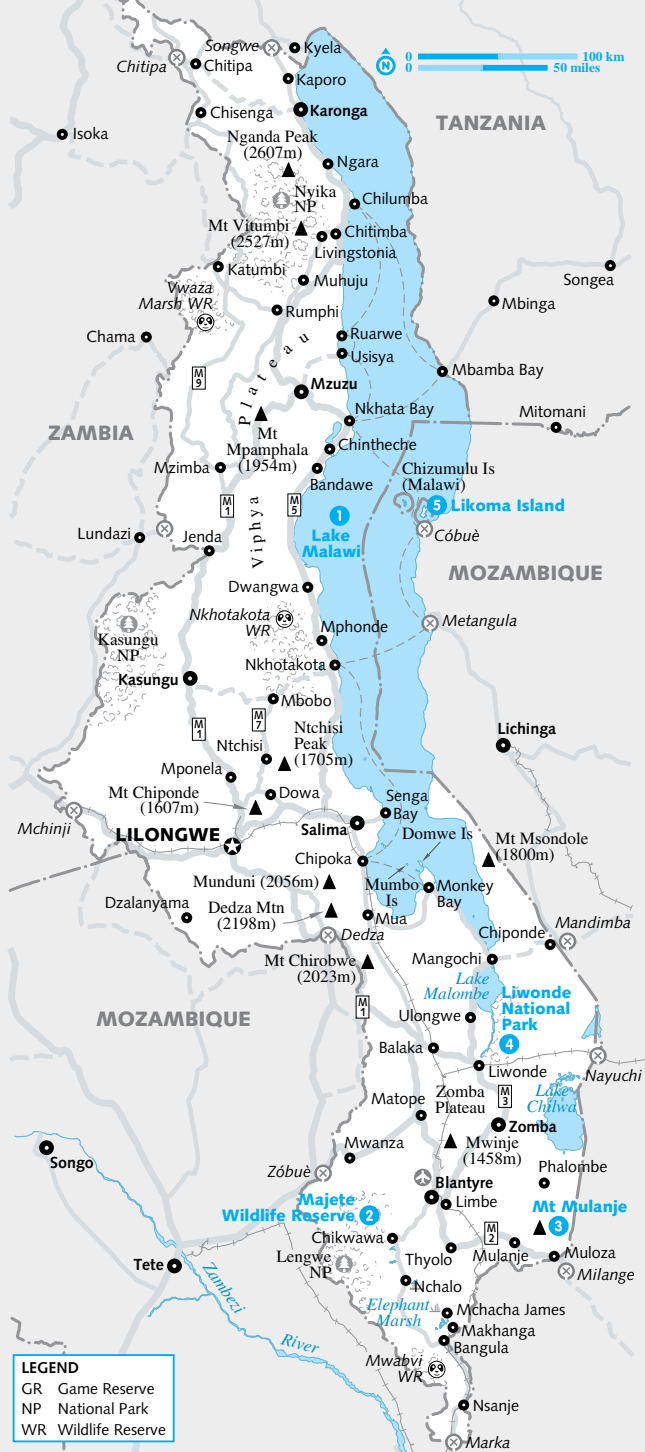 Songwe
Kyela
Chitipa
Chitipa
Kaporo
0 100 km
0 50 miles
N
Chisenga
Karonga
TANZANIA
Isoka
Nganda Peak
(2607m)
Ngara
Nyika
NP
Chilumba
Mt Vitumbi
(2527m)
Chitimba
Livingstonia
Katumbi
Muhuju
Songea
Vwaza
Marsh WR
Rumphi
Mbinga
Chama
Ruarwe
Usisya
Mbamba Bay
M
9
Viphya Plateau
Mzuzu
Nkhata Bay
Mitomani
ZAMBIA
Mt
Mpamphala
(1954m)
Chintheche
Mzimba
Bandawe
Chizumulu Is
(Malawi)
M
1
M
5
1
Lake
Malawi
5 Likoma Island
Cóbuè
Lundazi
Jenda
MOZAMBIQUE
Dwangwa
Nkhotakota
WR
Mphonde
Metangula
Kasungu
NP
Nkhotakota
Kasungu
Mbobo
M
1
M
7
Ntchisi
Peak
(1705m)
Lichinga
Ntchisi
Mponela
Mt Chiponde
(1607m)
Dowa
Senga
Bay
Mchinji
LILONGWE
Salima
Domwe Is
Mt Msondole
(1800m)
Chipoka
Munduni (2056m)
Mumbo
Is
Monkey
Bay
Dzalanyama
Dedza Mtn
(2198m)
Mua
Dedza
Chiponde
Mandimba
Mt Chirobwe
(2023m)
Mangochi
Lake
Malombe
Liwonde
National
Park
4
MOZAMBIQUE
M
1
Ulongwe
Balaka
Liwonde
Nayuchi
M
3
Lake
Chilwa
Zomba
Plateau
Matope
Zomba
Songo
Mwanza
Mwinje
(1458m)
Zóbuè
Phalombe
Blantyre
Limbe
Majete
Wildlife Reserve 2
Mt Mulanje
3
M
2
Chikwawa
Thyolo
Mulanje
Muloza
Lengwe
NP
Milange
Tete
Nchalo
Zambezi
River
Elephant
Marsh
Mchacha James
Makhanga
Bangula
Mwabvi
WR
LEGEND
GR Game Reserve
NP National Park
WR Wildlife Reserve
Nsanje
Marka